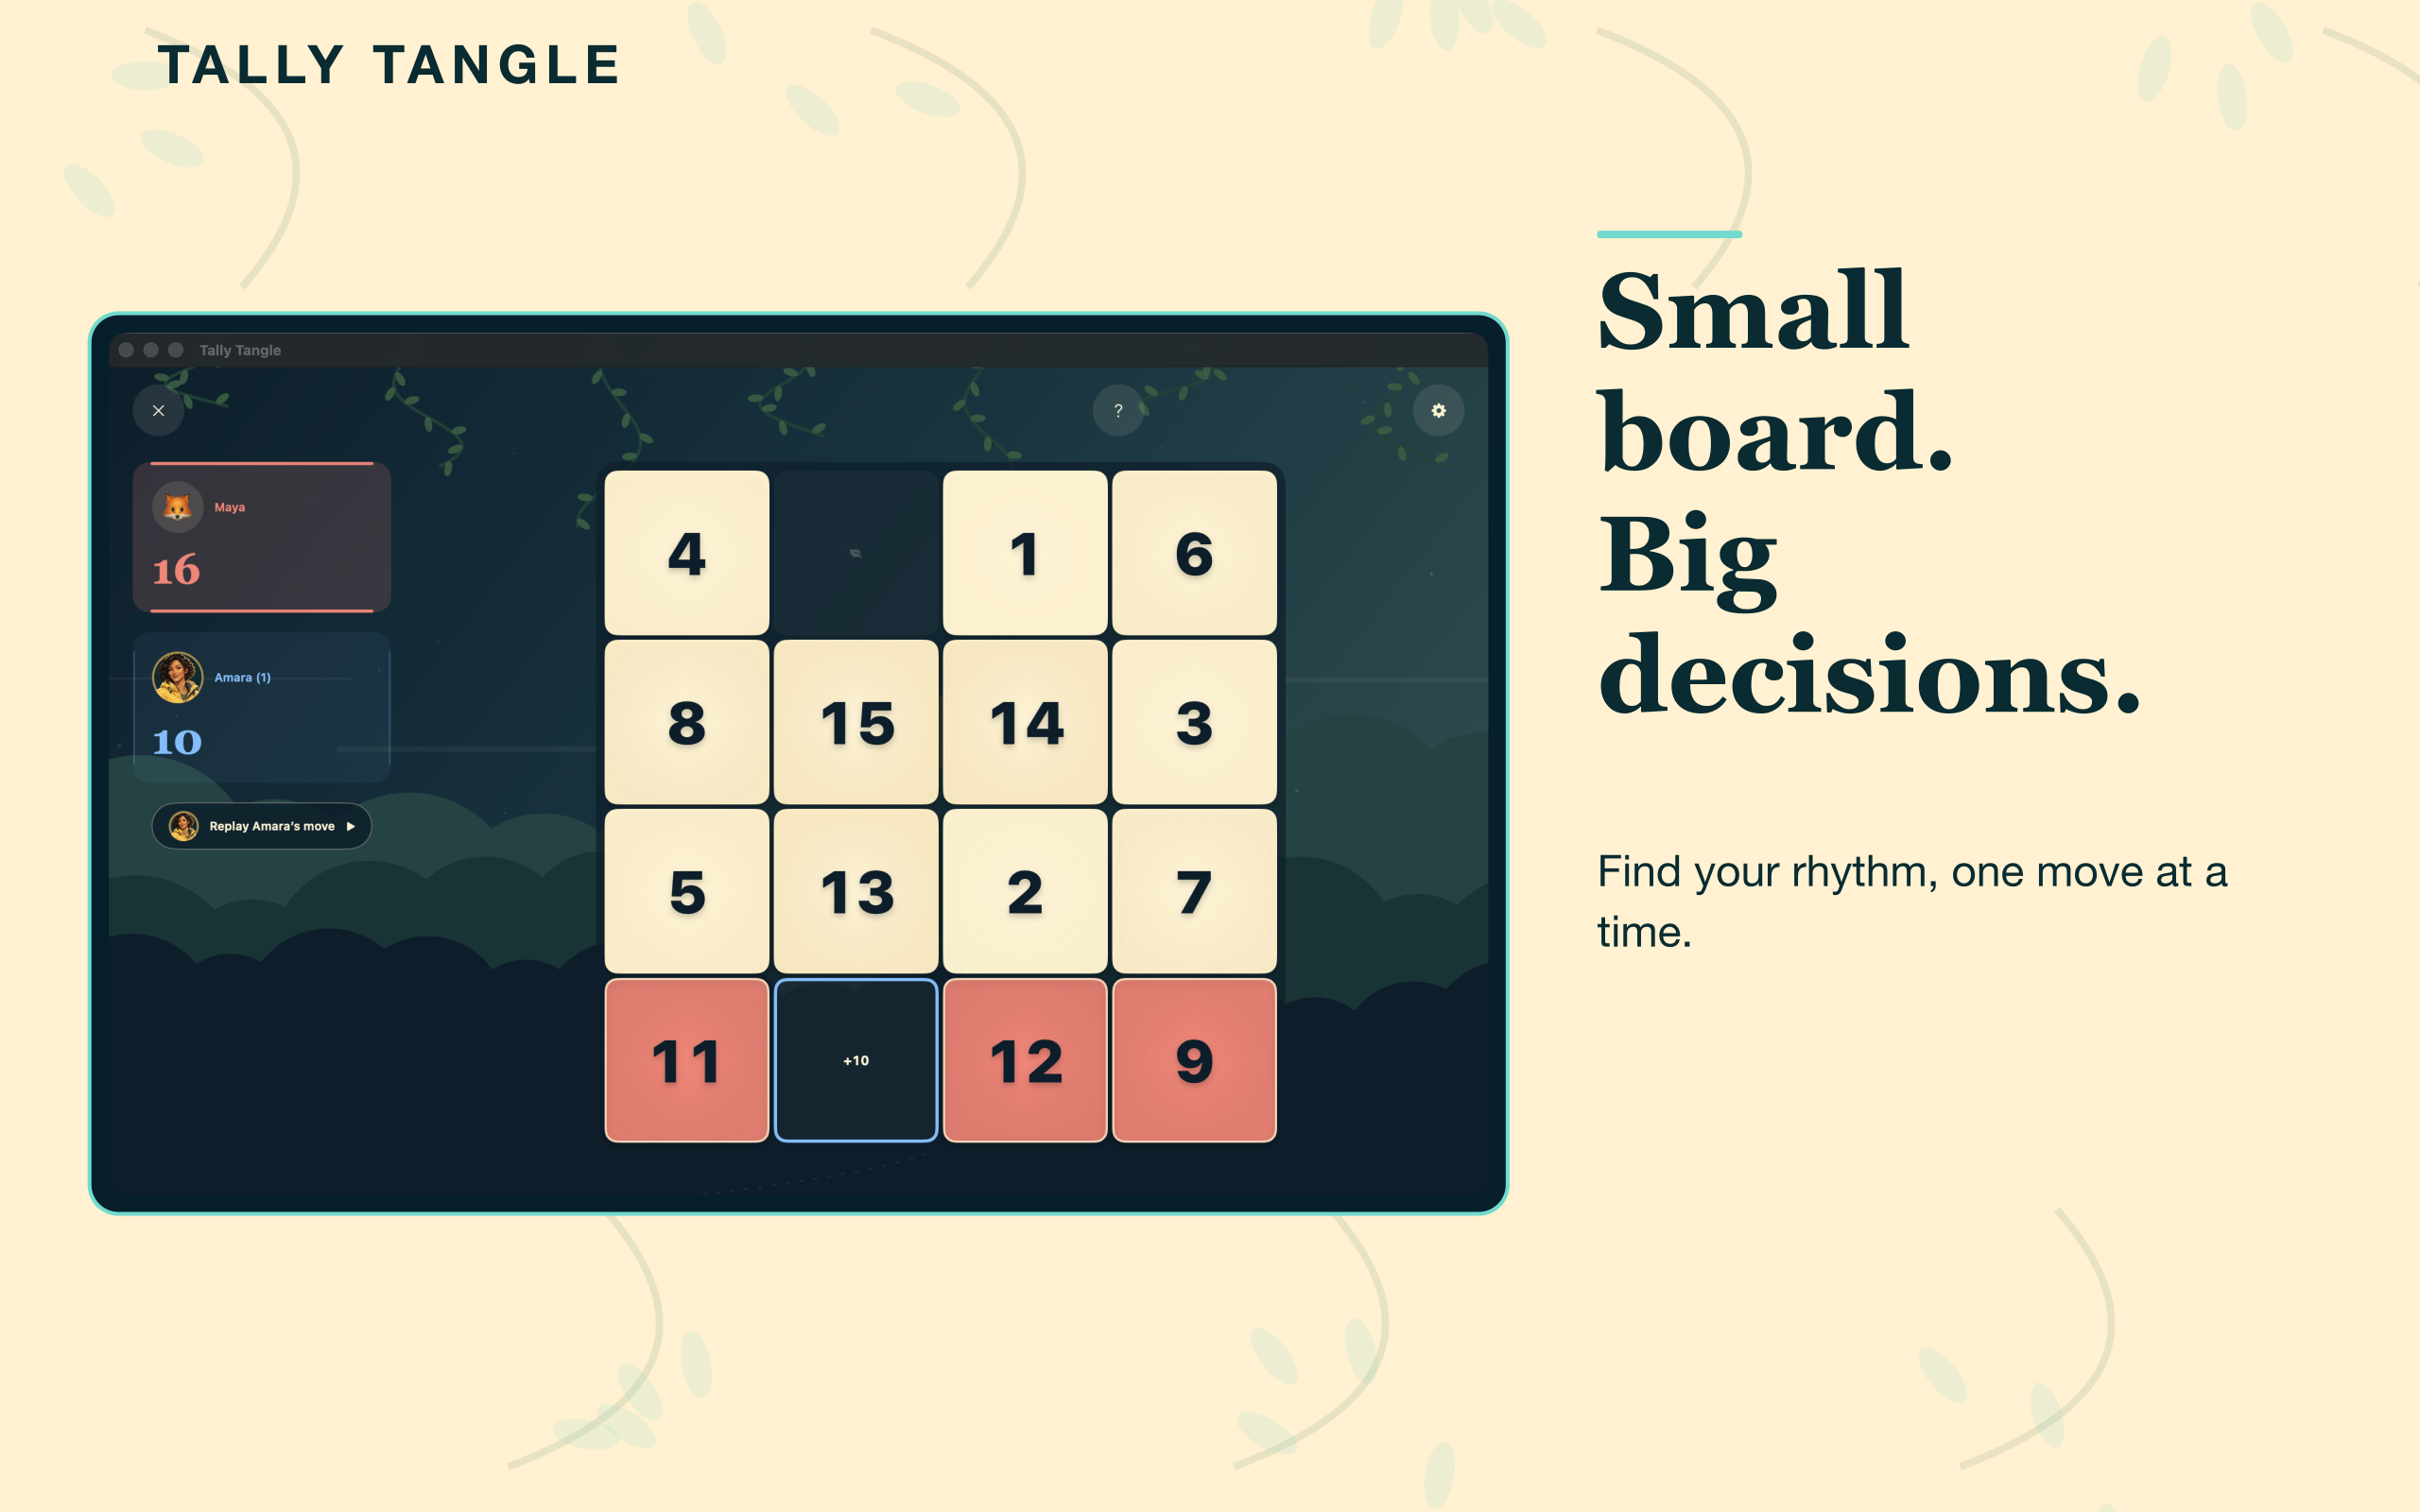 TALLY TANGLE
Tally Tangle
×
?
Maya
16
Amara (1)
10
Replay Amara's move
4 1 6
8 15 14 3
5 13 2 7
11 +10 12 9
Small
board.
Big
decisions.
Find your rhythm, one move at a
time.